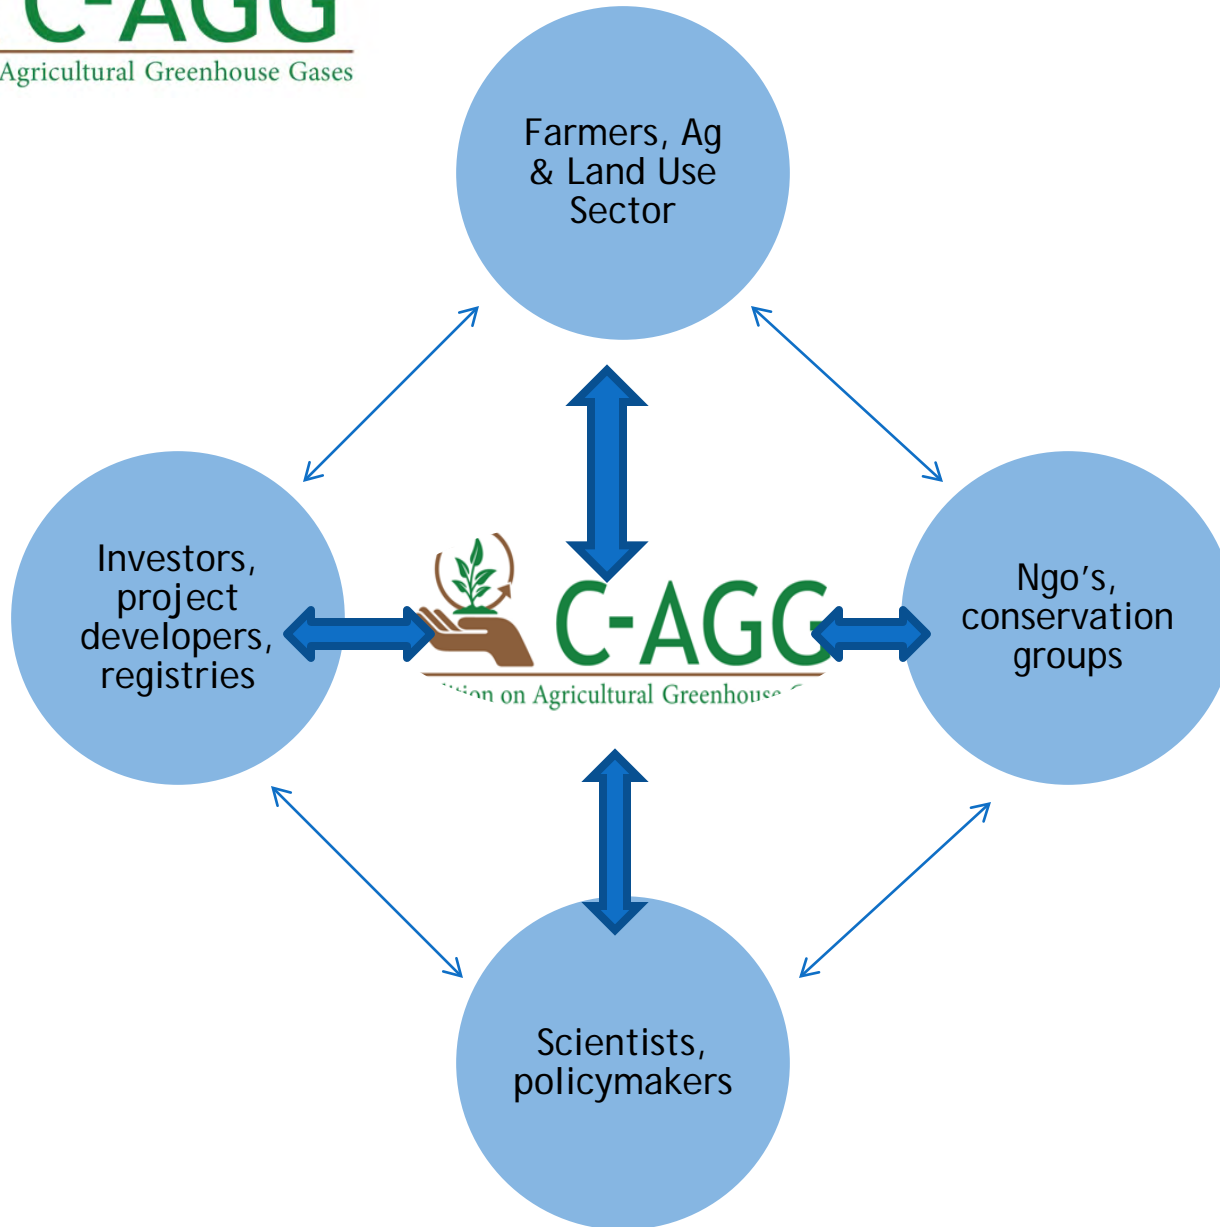 C-AGG
Agricultural Greenhouse Gases
Farmers, Ag
& Land Use
Sector
Investors,
project
developers,
registries
C-AGG
on Agricultural Greenhouse
Ngo's,
conservation
groups
Scientists,
policymakers